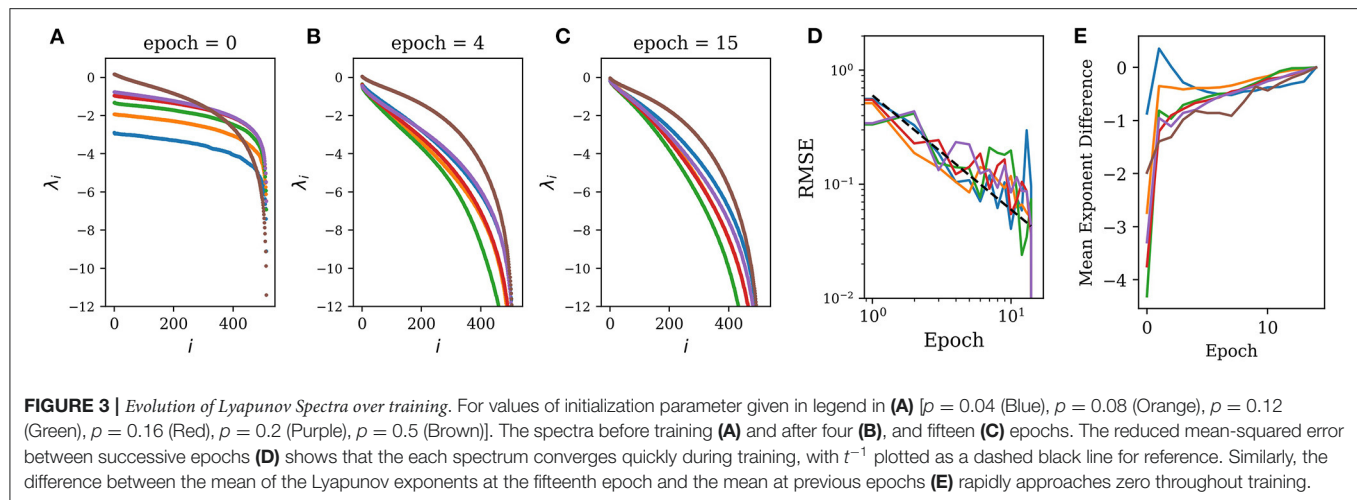 A
epoch = 0
0
−2
−4
−6
−8
−10
−12
λi
0
200
400
i
B
epoch = 4
0
−2
−4
−6
−8
−10
−12
λi
0
200
400
i
C
epoch = 15
0
−2
−4
−6
−8
−10
−12
λi
0
200
400
i
D
10⁰
10⁻¹
10⁻²
RMSE
10⁰
10¹
Epoch
E
1
0
−1
−2
−3
−4
Mean Exponent Difference
0
10
Epoch
FIGURE 3 | Evolution of Lyapunov Spectra over training. For values of initialization parameter given in legend in (A) [p = 0.04 (Blue), p = 0.08 (Orange), p = 0.12
(Green), p = 0.16 (Red), p = 0.2 (Purple), p = 0.5 (Brown)]. The spectra before training (A) and after four (B), and fifteen (C) epochs. The reduced mean-squared error
between successive epochs (D) shows that the each spectrum converges quickly during training, with t⁻¹ plotted as a dashed black line for reference. Similarly, the
difference between the mean of the Lyapunov exponents at the fifteenth epoch and the mean at previous epochs (E) rapidly approaches zero throughout training.